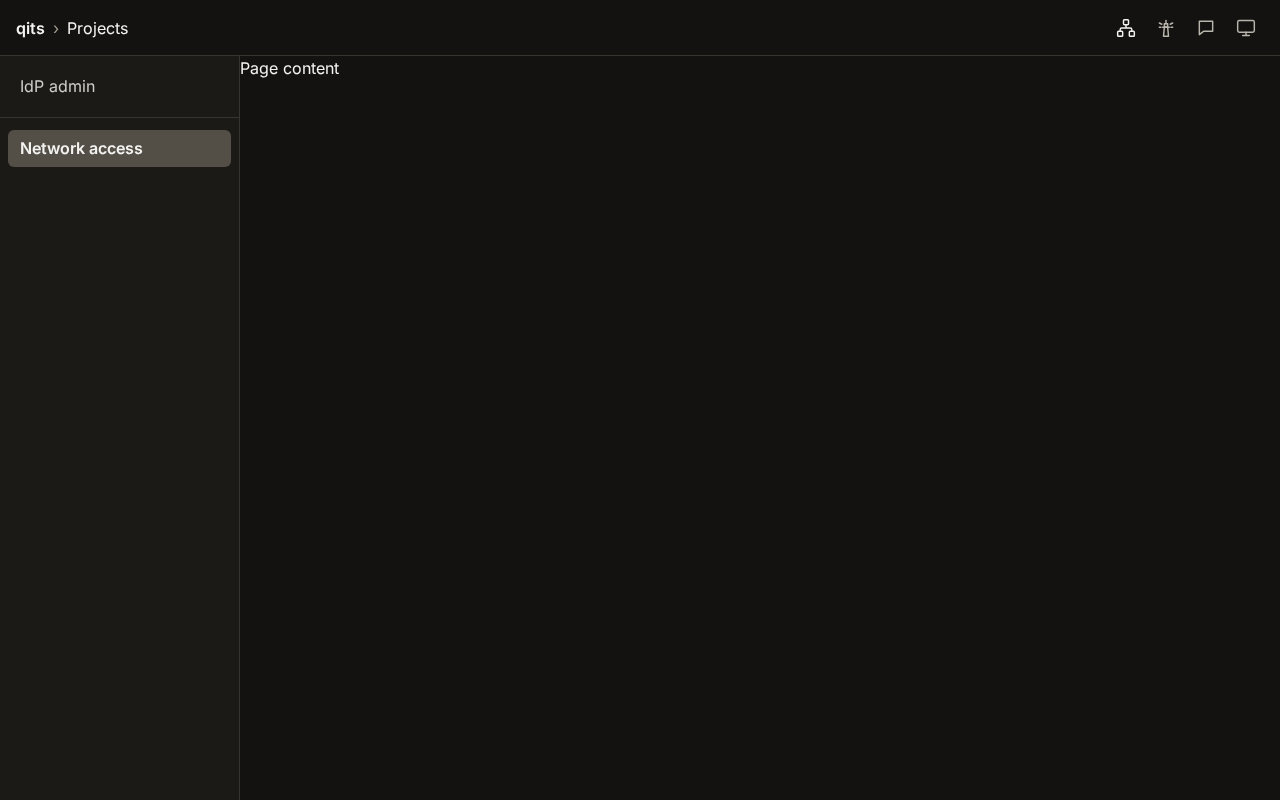 qits › Projects
IdP admin
Network access
Page content